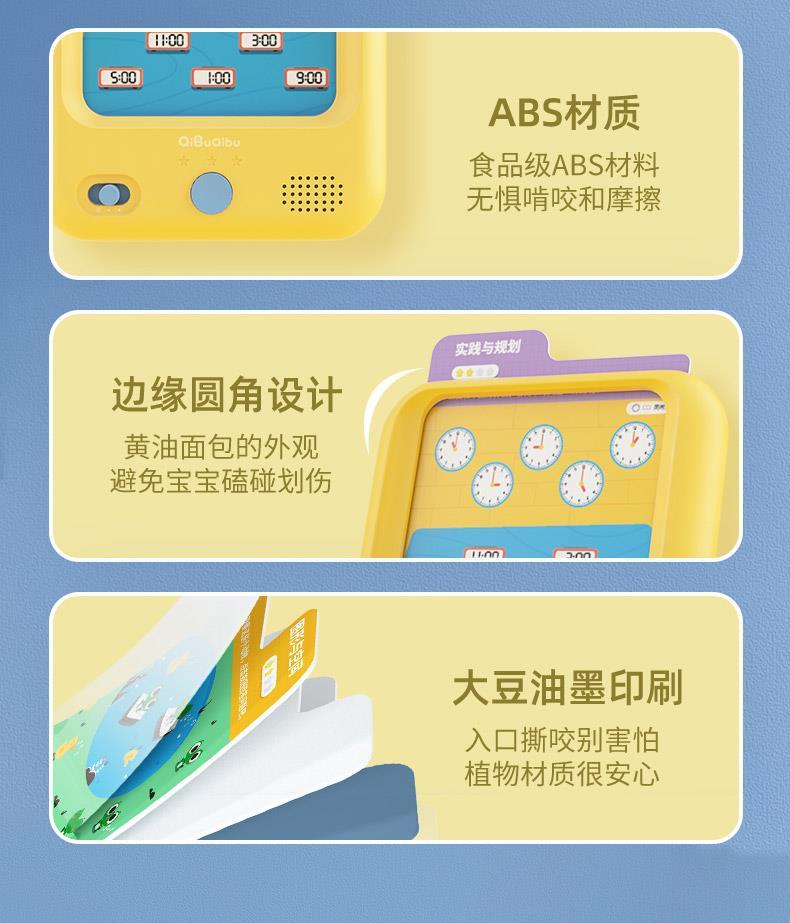 11:00
3:00
5:00
1:00
9:00
QiBuQibu
ABS材质
食品级ABS材料
无惧啃咬和摩擦
实践与规划
边缘圆角设计
黄油面包的外观
避免宝宝磕碰划伤
11:00
3:00
大豆油墨印刷
入口撕咬别害怕
植物材质很安心